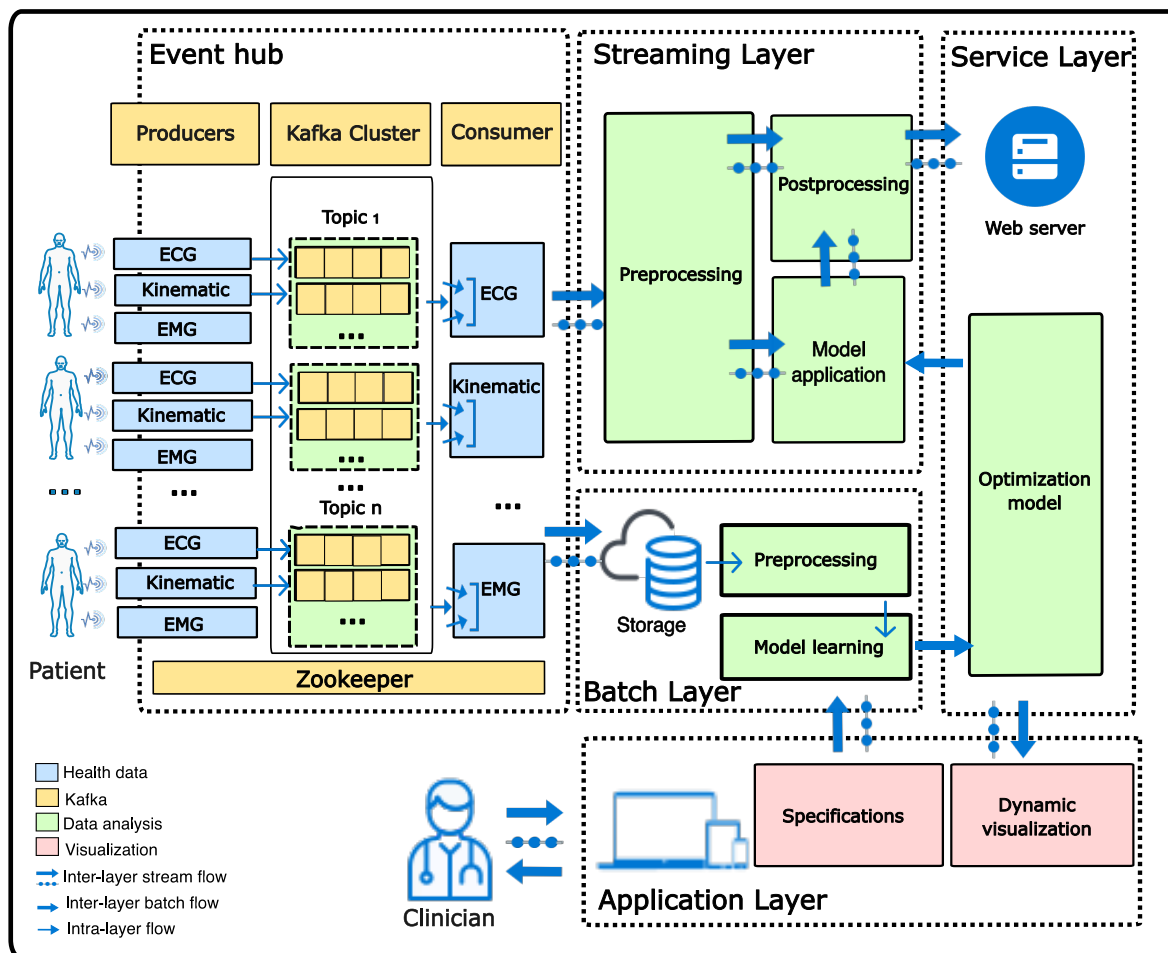 Event hub
Streaming Layer
Service Layer
Producers
Kafka Cluster
Consumer
Topic 1
ECG
Kinematic
EMG
...
ECG
Kinematic
EMG
...
...
...
Topic n
ECG
Kinematic
EMG
...
ECG
Kinematic
...
EMG
Zookeeper
Patient
Preprocessing
Postprocessing
Model
application
Web server
Optimization
model
Storage
Preprocessing
Model learning
Batch Layer
Health data
Kafka
Data analysis
Visualization
Inter-layer stream flow
Inter-layer batch flow
Intra-layer flow
Clinician
Specifications
Dynamic
visualization
Application Layer